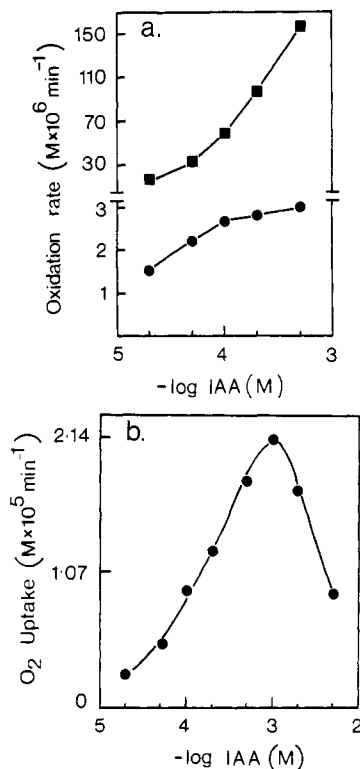 a.
Oxidation rate (M×10⁶ min⁻¹)
150
110
70
30
3
2
1
5
4
3
-log IAA (M)
b.
O₂ Uptake (M×10⁵ min⁻¹)
2·14
1·07
0
5
4
3
2
-log IAA (M)